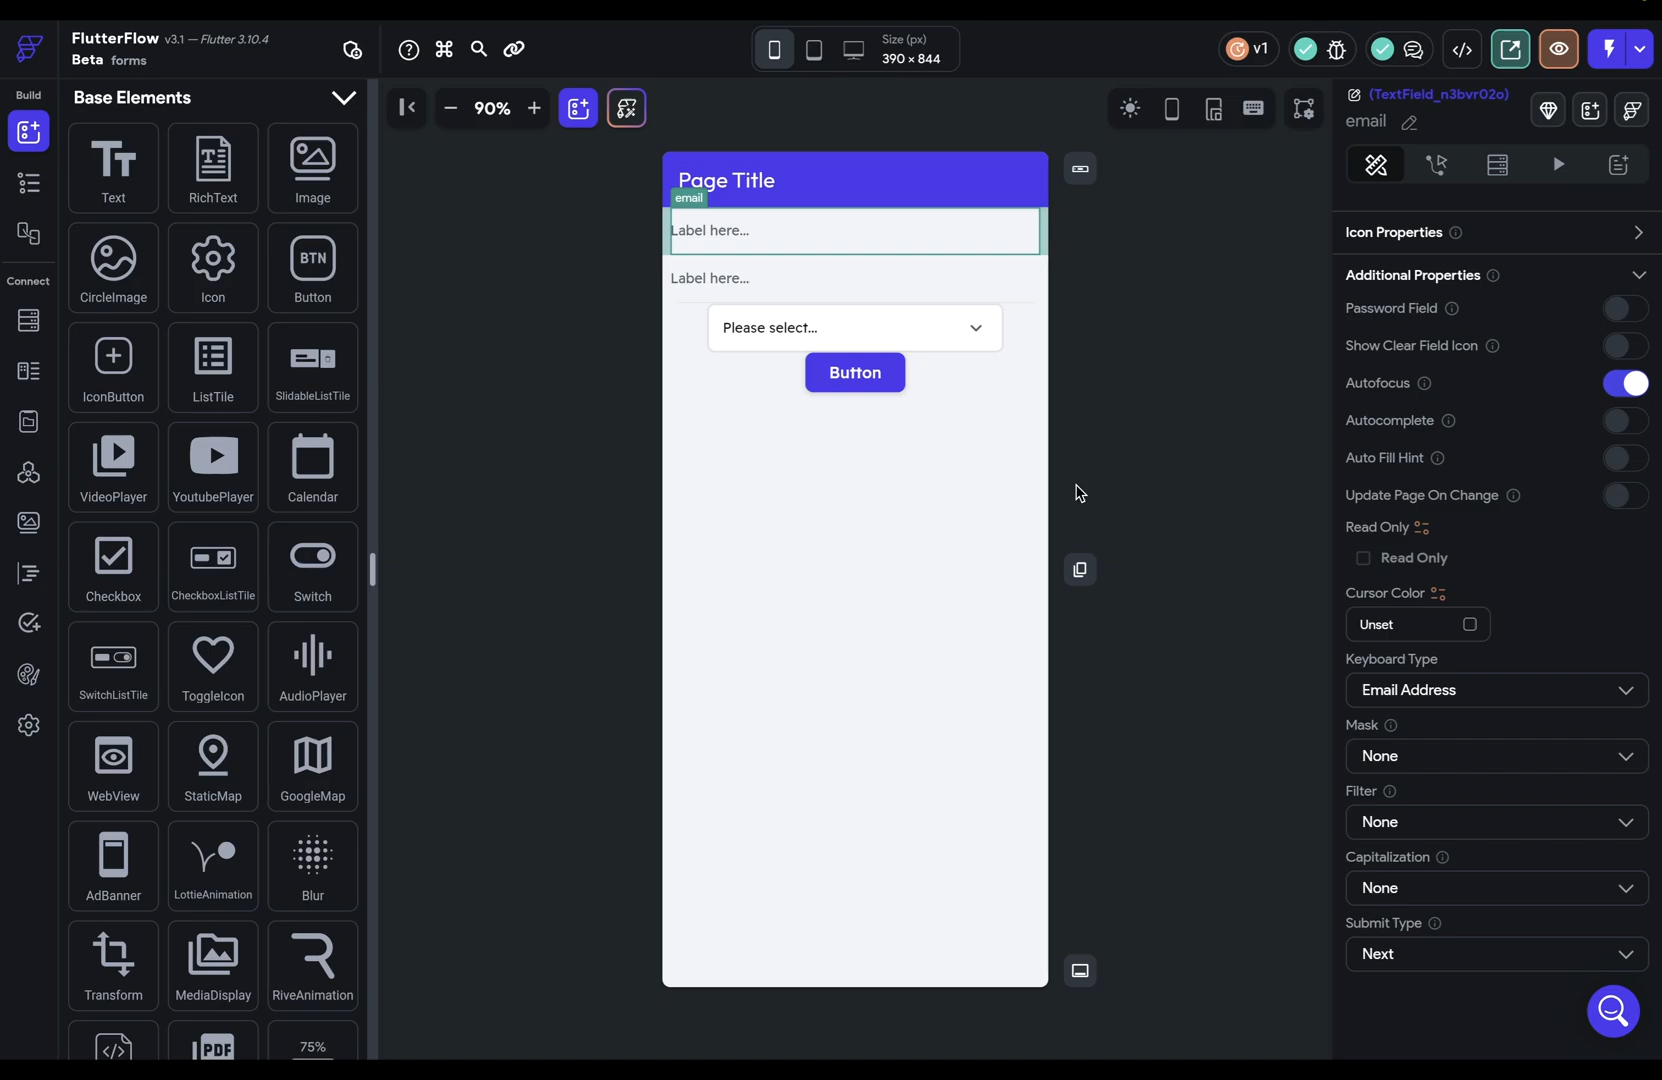 FlutterFlow v3.1 – Flutter 3.10.4
Beta forms
Size (px)
390 × 844
v1
Build
Connect
Base Elements
Text
RichText
Image
CircleImage
Icon
BTN
Button
IconButton
ListTile
SlidableListTile
VideoPlayer
YoutubePlayer
Calendar
Checkbox
CheckboxListTile
Switch
SwitchListTile
ToggleIcon
AudioPlayer
WebView
StaticMap
GoogleMap
AdBanner
LottieAnimation
Blur
Transform
MediaDisplay
RiveAnimation
PDF
75%
90%
Page Title
email
Label here...
Label here...
Please select...
Button
(TextField_n3bvr02o)
email
Icon Properties
Additional Properties
Password Field
Show Clear Field Icon
Autofocus
Autocomplete
Auto Fill Hint
Update Page On Change
Read Only
Read Only
Cursor Color
Unset
Keyboard Type
Email Address
Mask
None
Filter
None
Capitalization
None
Submit Type
Next